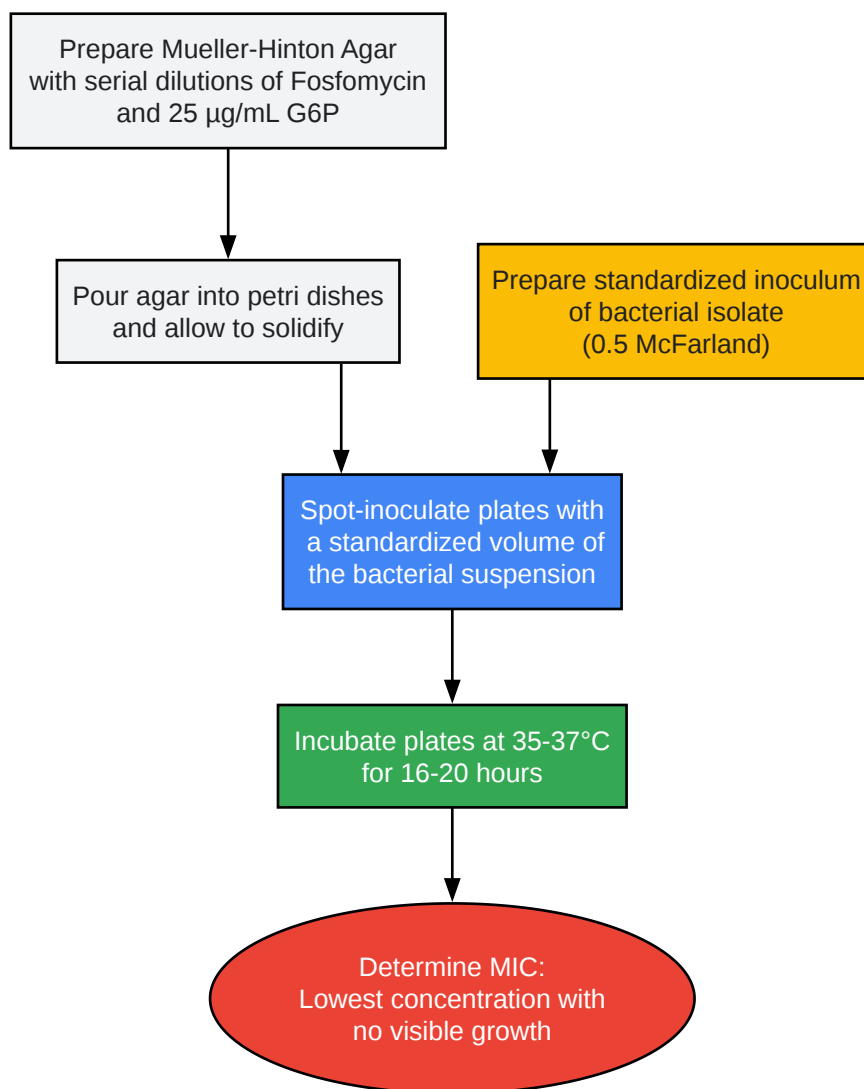 Prepare Mueller-Hinton Agar
with serial dilutions of Fosfomycin
and 25 µg/mL G6P
Pour agar into petri dishes
and allow to solidify
Prepare standardized inoculum
of bacterial isolate
(0.5 McFarland)
Spot-inoculate plates with
a standardized volume of
the bacterial suspension
Incubate plates at 35-37°C
for 16-20 hours
Determine MIC:
Lowest concentration with
no visible growth